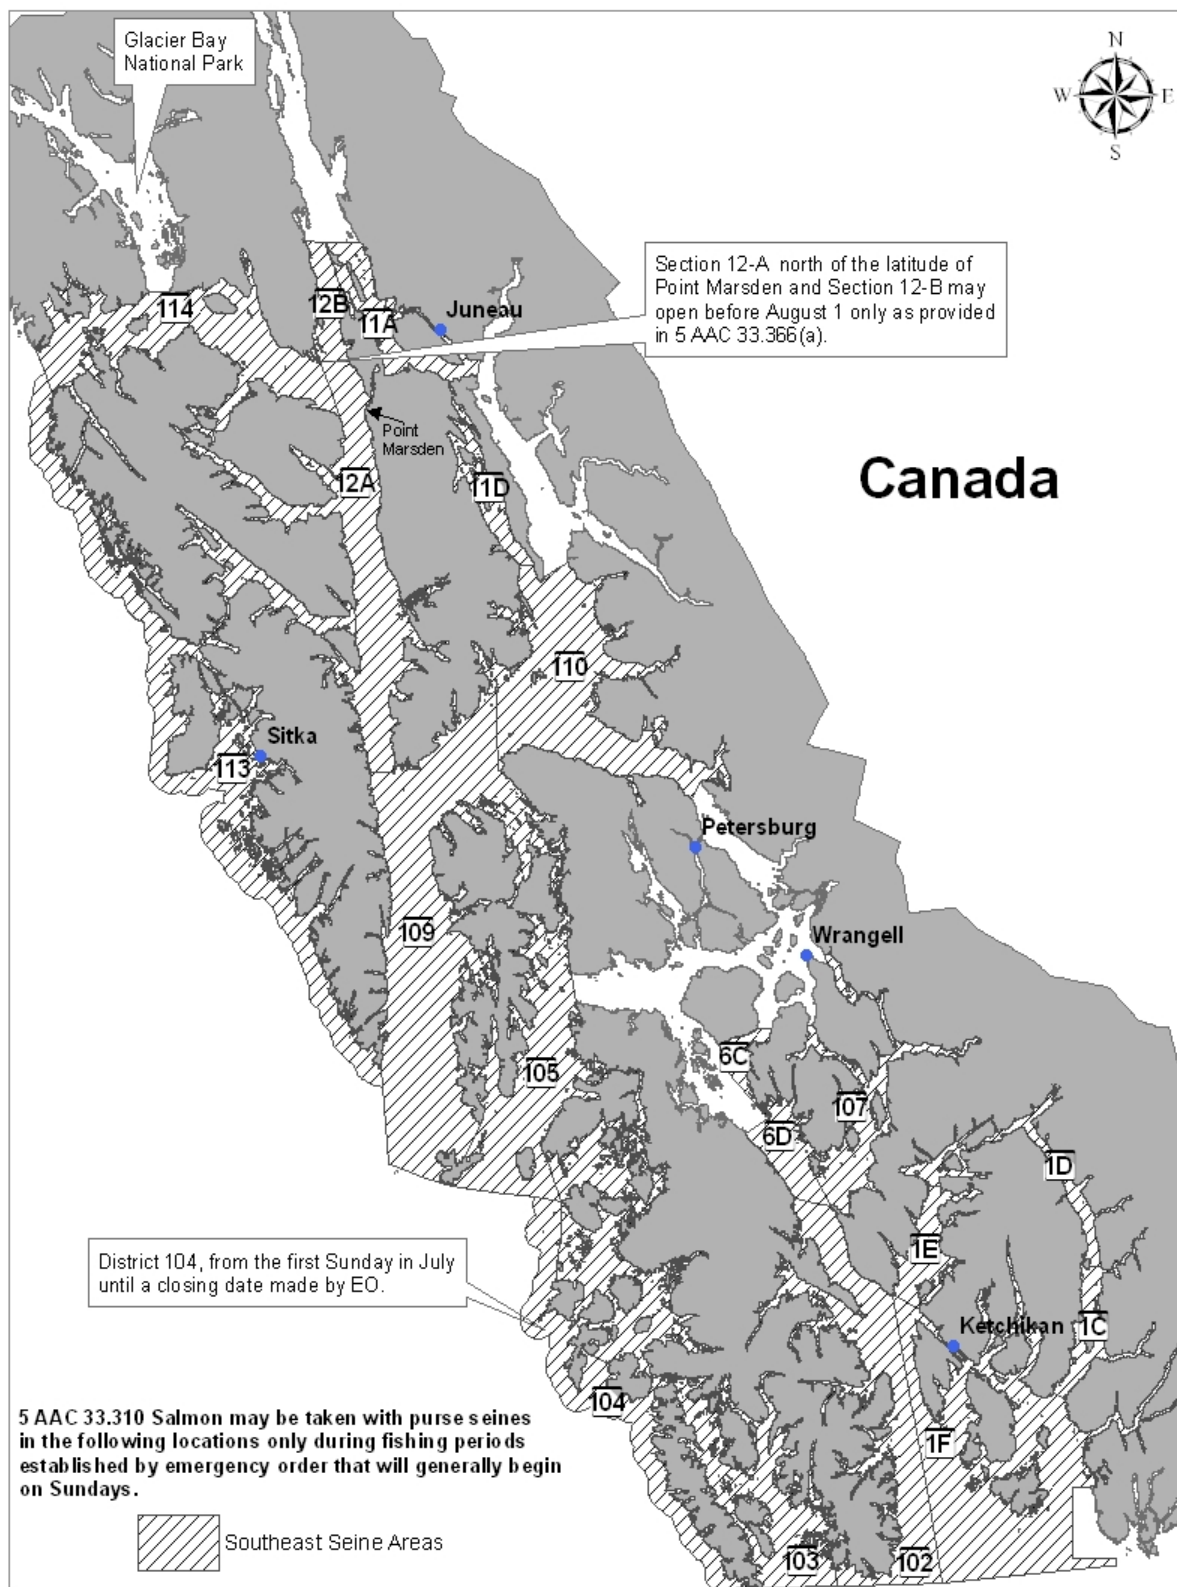 Glacier Bay
National Park
N
W
E
S
Section 12-A north of the latitude of
Point Marsden and Section 12-B may
open before August 1 only as provided
in 5 AAC 33.366(a).
114
12B
11A
Juneau
Point
Marsden
Canada
12A
11D
110
Sitka
113
Petersburg
109
Wrangell
6C
105
107
6D
1D
District 104, from the first Sunday in July
until a closing date made by EO.
1E
Ketchikan
1C
104
1F
5 AAC 33.310 Salmon may be taken with purse seines
in the following locations only during fishing periods
established by emergency order that will generally begin
on Sundays.
Southeast Seine Areas
103
102